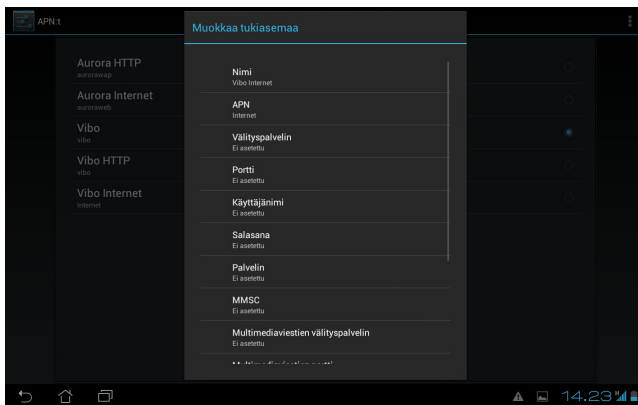 APN:t
Aurora HTTP
aurorawap
Aurora Internet
auroraweb
Vibo
vibo
Vibo HTTP
vibo
Vibo Internet
Internet
Muokkaa tukiasemaa
Nimi
Vibo Internet
APN
Internet
Välityspalvelin
Ei asetettu
Portti
Ei asetettu
Käyttäjänimi
Ei asetettu
Salasana
Ei asetettu
Palvelin
Ei asetettu
MMSC
Ei asetettu
Multimediaviestien välityspalvelin
Ei asetettu
14.23